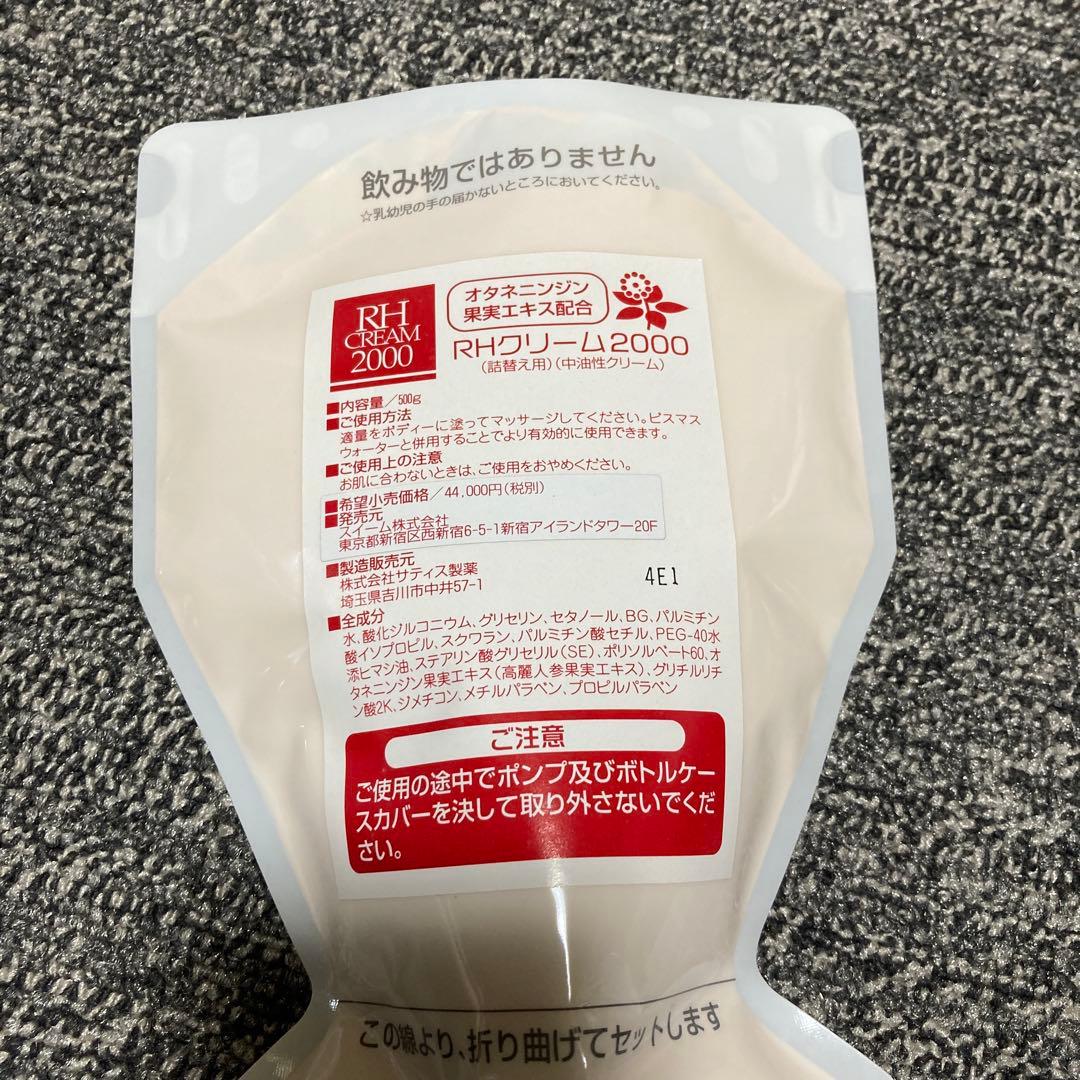 飲み物ではありません
☆乳幼児の手の届かないところにおいてください。
RH
CREAM
2000
オタネニンジン
果実エキス配合
RHクリーム2000
(詰替え用)(中油性クリーム)
■内容量/500g
■ご使用方法
適量をボディーに塗ってマッサージしてください。ビスマス
ウォーターと併用することでより有効的に使用できます。
■ご使用上の注意
お肌に合わないときは、ご使用をおやめください。
■希望小売価格/44,000円(税別)
■発売元
スイーム株式会社
東京都新宿区西新宿6-5-1新宿アイランドタワー20F
■製造販売元
株式会社サティス製薬
埼玉県吉川市中井57-1
4E1
■全成分
水、酸化ジルコニウム、グリセリン、セタノール、BG、パルミチン
酸イソプロピル、スクワラン、パルミチン酸セチル、PEG-40水
添ヒマシ油、ステアリン酸グリセリル(SE)、ポリソルベート60、オ
タネニンジン果実エキス(高麗人参果実エキス)、グリチルリチ
ン酸2K、ジメチコン、メチルパラベン、プロピルパラベン
ご注意
ご使用の途中でポンプ及びボトルケー
スカバーを決して取り外さないでくだ
さい。
この線より、折り曲げてセットします